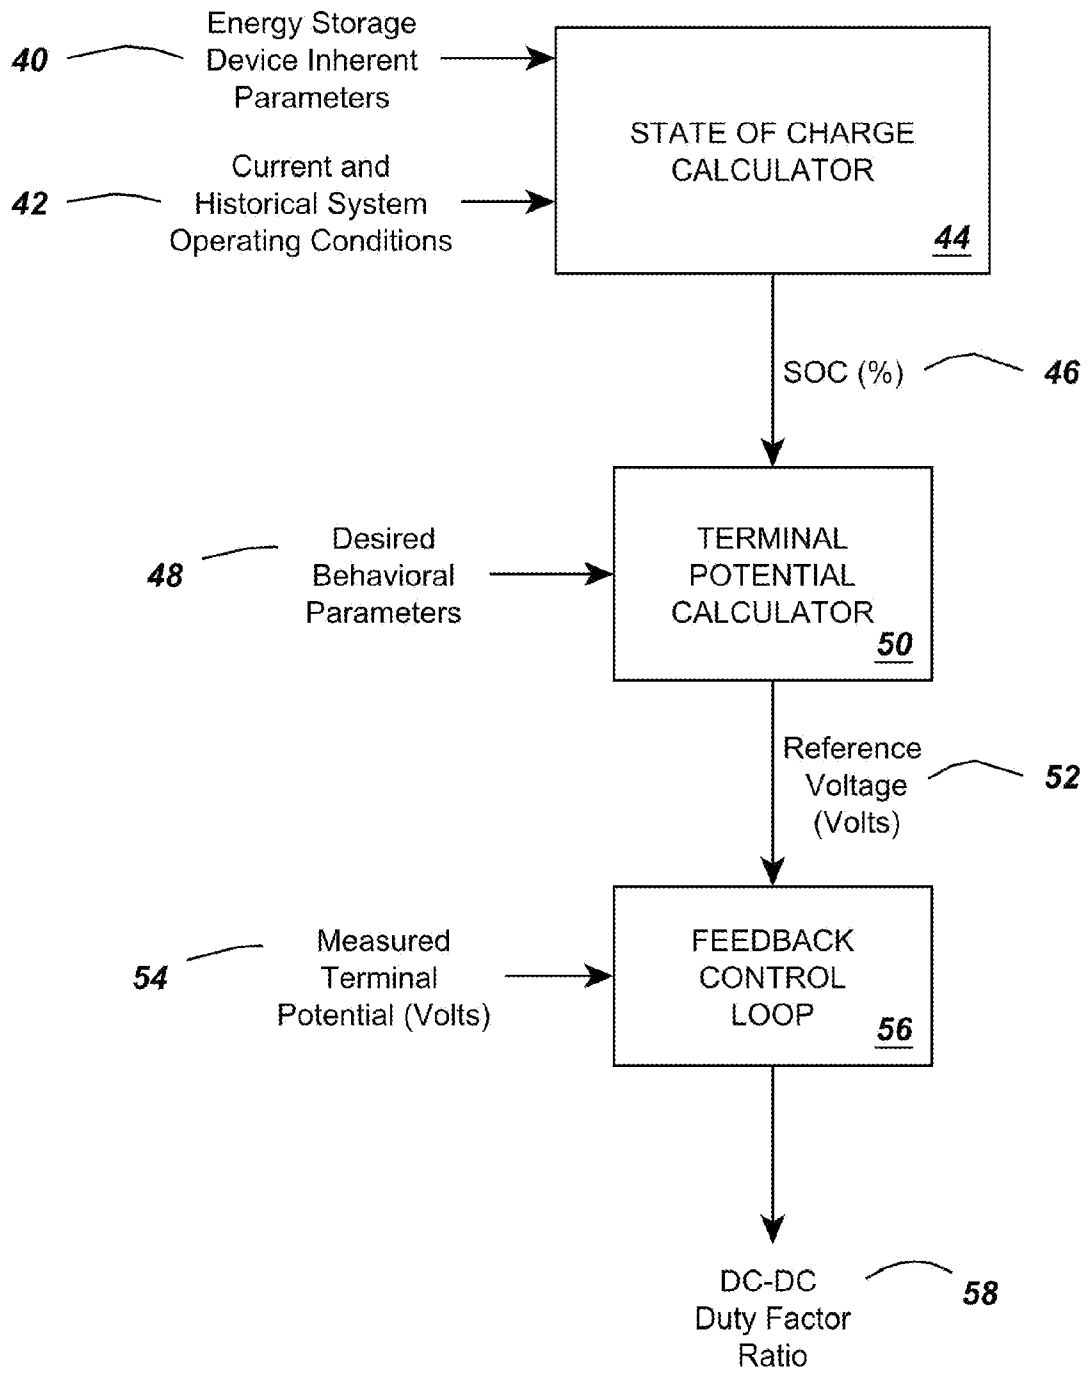 40
Energy Storage
Device Inherent
Parameters
42
Current and
Historical System
Operating Conditions
STATE OF CHARGE
CALCULATOR
44
SOC (%)
46
48
Desired
Behavioral
Parameters
TERMINAL
POTENTIAL
CALCULATOR
50
Reference
Voltage
(Volts)
52
54
Measured
Terminal
Potential (Volts)
FEEDBACK
CONTROL
LOOP
56
DC-DC
Duty Factor
Ratio
58